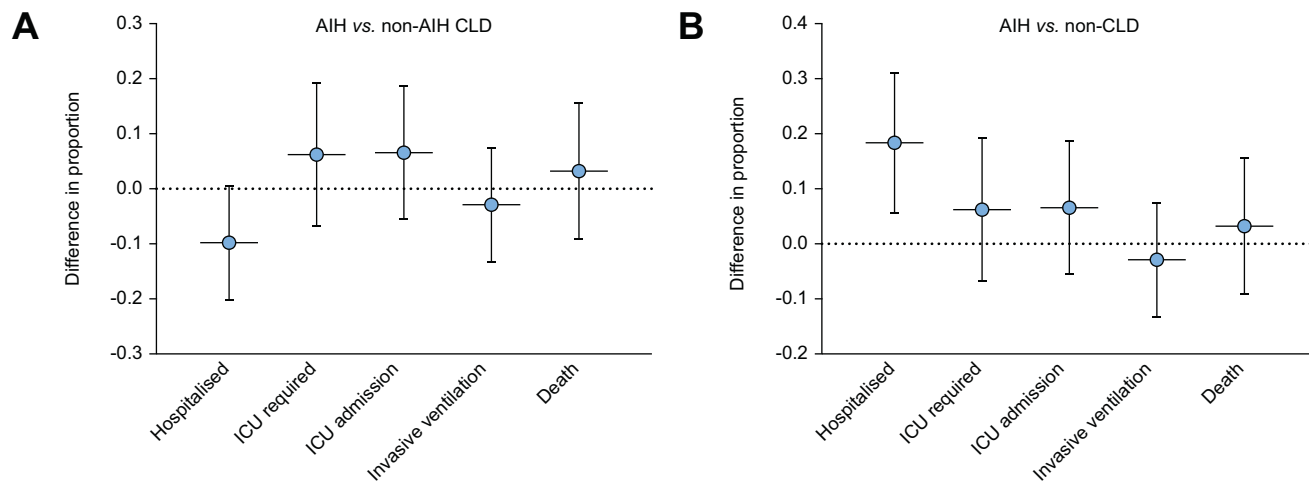 A
AIH vs. non-AIH CLD
Difference in proportion
0.3
0.2
0.1
0.0
-0.1
-0.2
-0.3
Hospitalised
ICU required
ICU admission
Invasive ventilation
Death
B
AIH vs. non-CLD
Difference in proportion
0.4
0.3
0.2
0.1
0.0
-0.1
-0.2
Hospitalised
ICU required
ICU admission
Invasive ventilation
Death